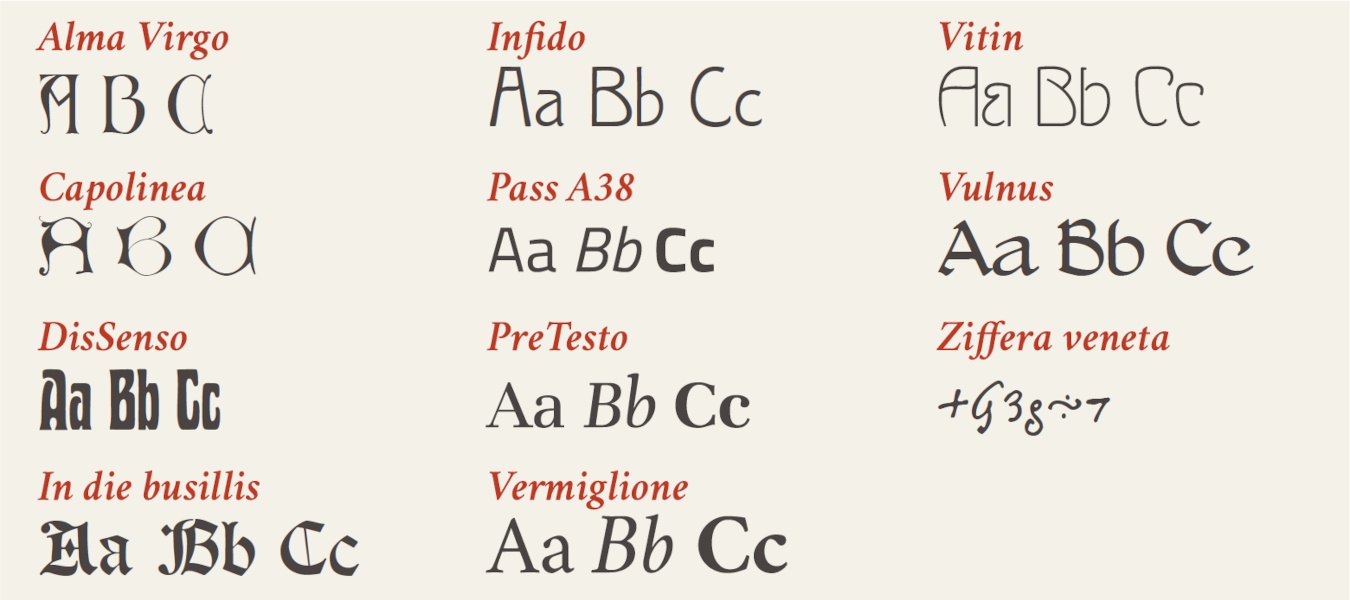 Alma Virgo
A B C
Capolinea
A B C
DisSenso
Aa Bb Cc
In die busillis
Aa Bb Cc
Infido
Aa Bb Cc
Pass A38
Aa Bb Cc
PreTesto
Aa Bb Cc
Vermiglione
Aa Bb Cc
Vitin
Aa Bb Cc
Vulnus
Aa Bb Cc
Ziffera veneta